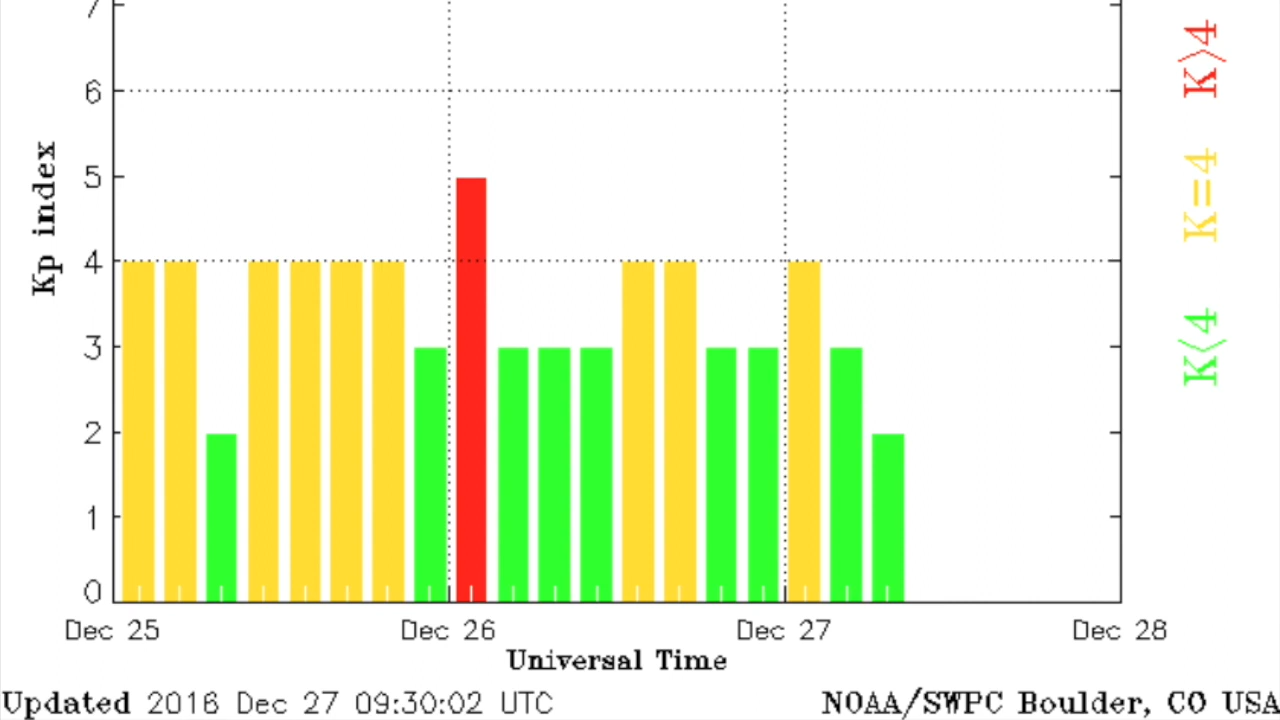 7
6
5
4
3
2
1
0
Kp index
K>4
K=4
K<4
Dec 25 Dec 26 Dec 27 Dec 28
Universal Time
Updated 2016 Dec 27 09:30:02 UTC NOAA/SWPC Boulder, CO USA